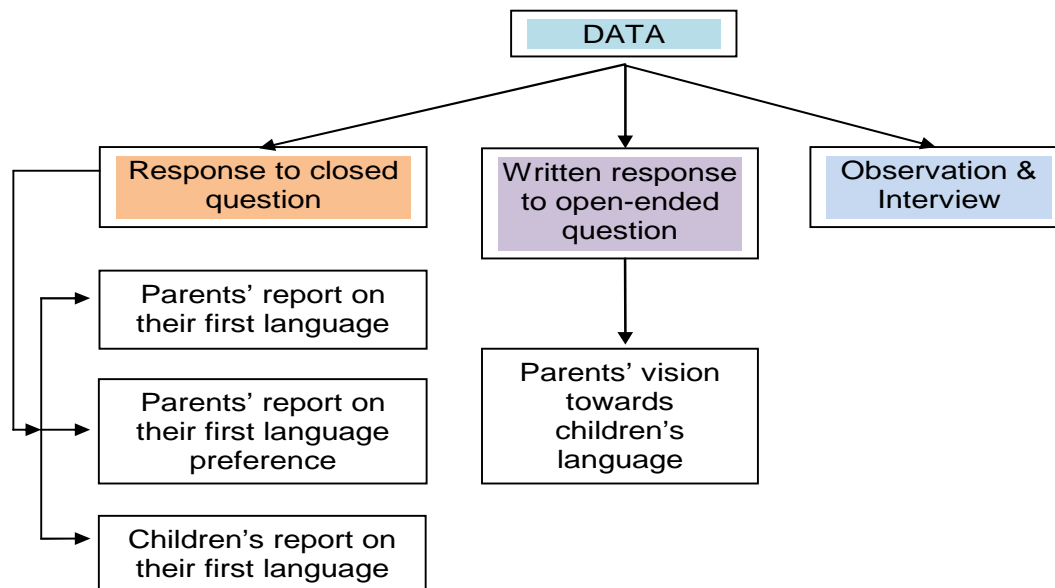 DATA
Response to closed
question
Written response
to open-ended
question
Observation &
Interview
Parents’ report on
their first language
Parents’ report on
their first language
preference
Children’s report on
their first language
Parents’ vision
towards
children’s
language